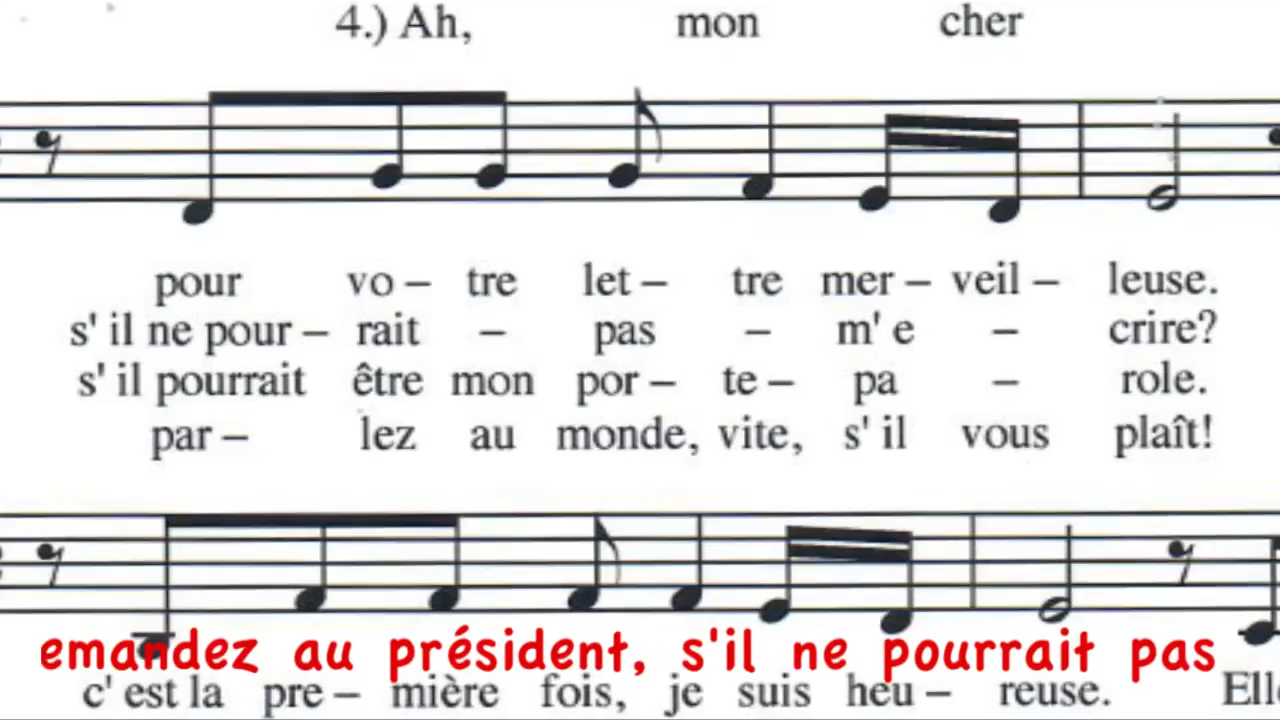 4.) Ah, mon cher
pour vo – tre let – tre mer – veil – leuse.
s' il ne pour – rait – pas – m' e – crire?
s' il pourrait être mon por – te – pa – role.
par – lez au monde, vite, s' il vous plaît!
emandez au président, s'il ne pourrait pas
c' est la pre – mière fois, je suis heu – reuse. Elle